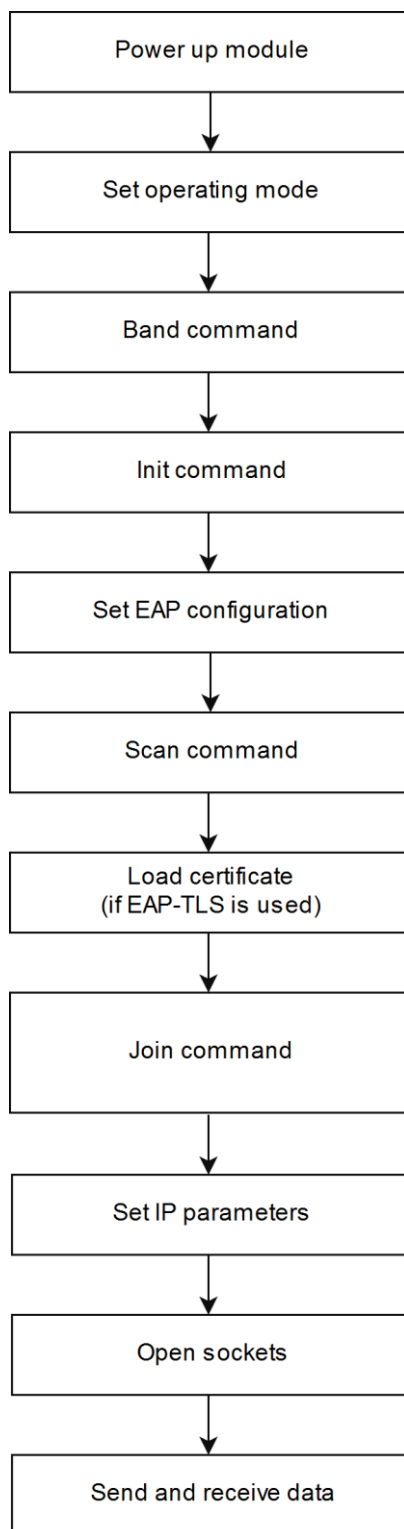 Power up module
Set operating mode
Band command
Init command
Set EAP configuration
Scan command
Load certificate
(if EAP-TLS is used)
Join command
Set IP parameters
Open sockets
Send and receive data